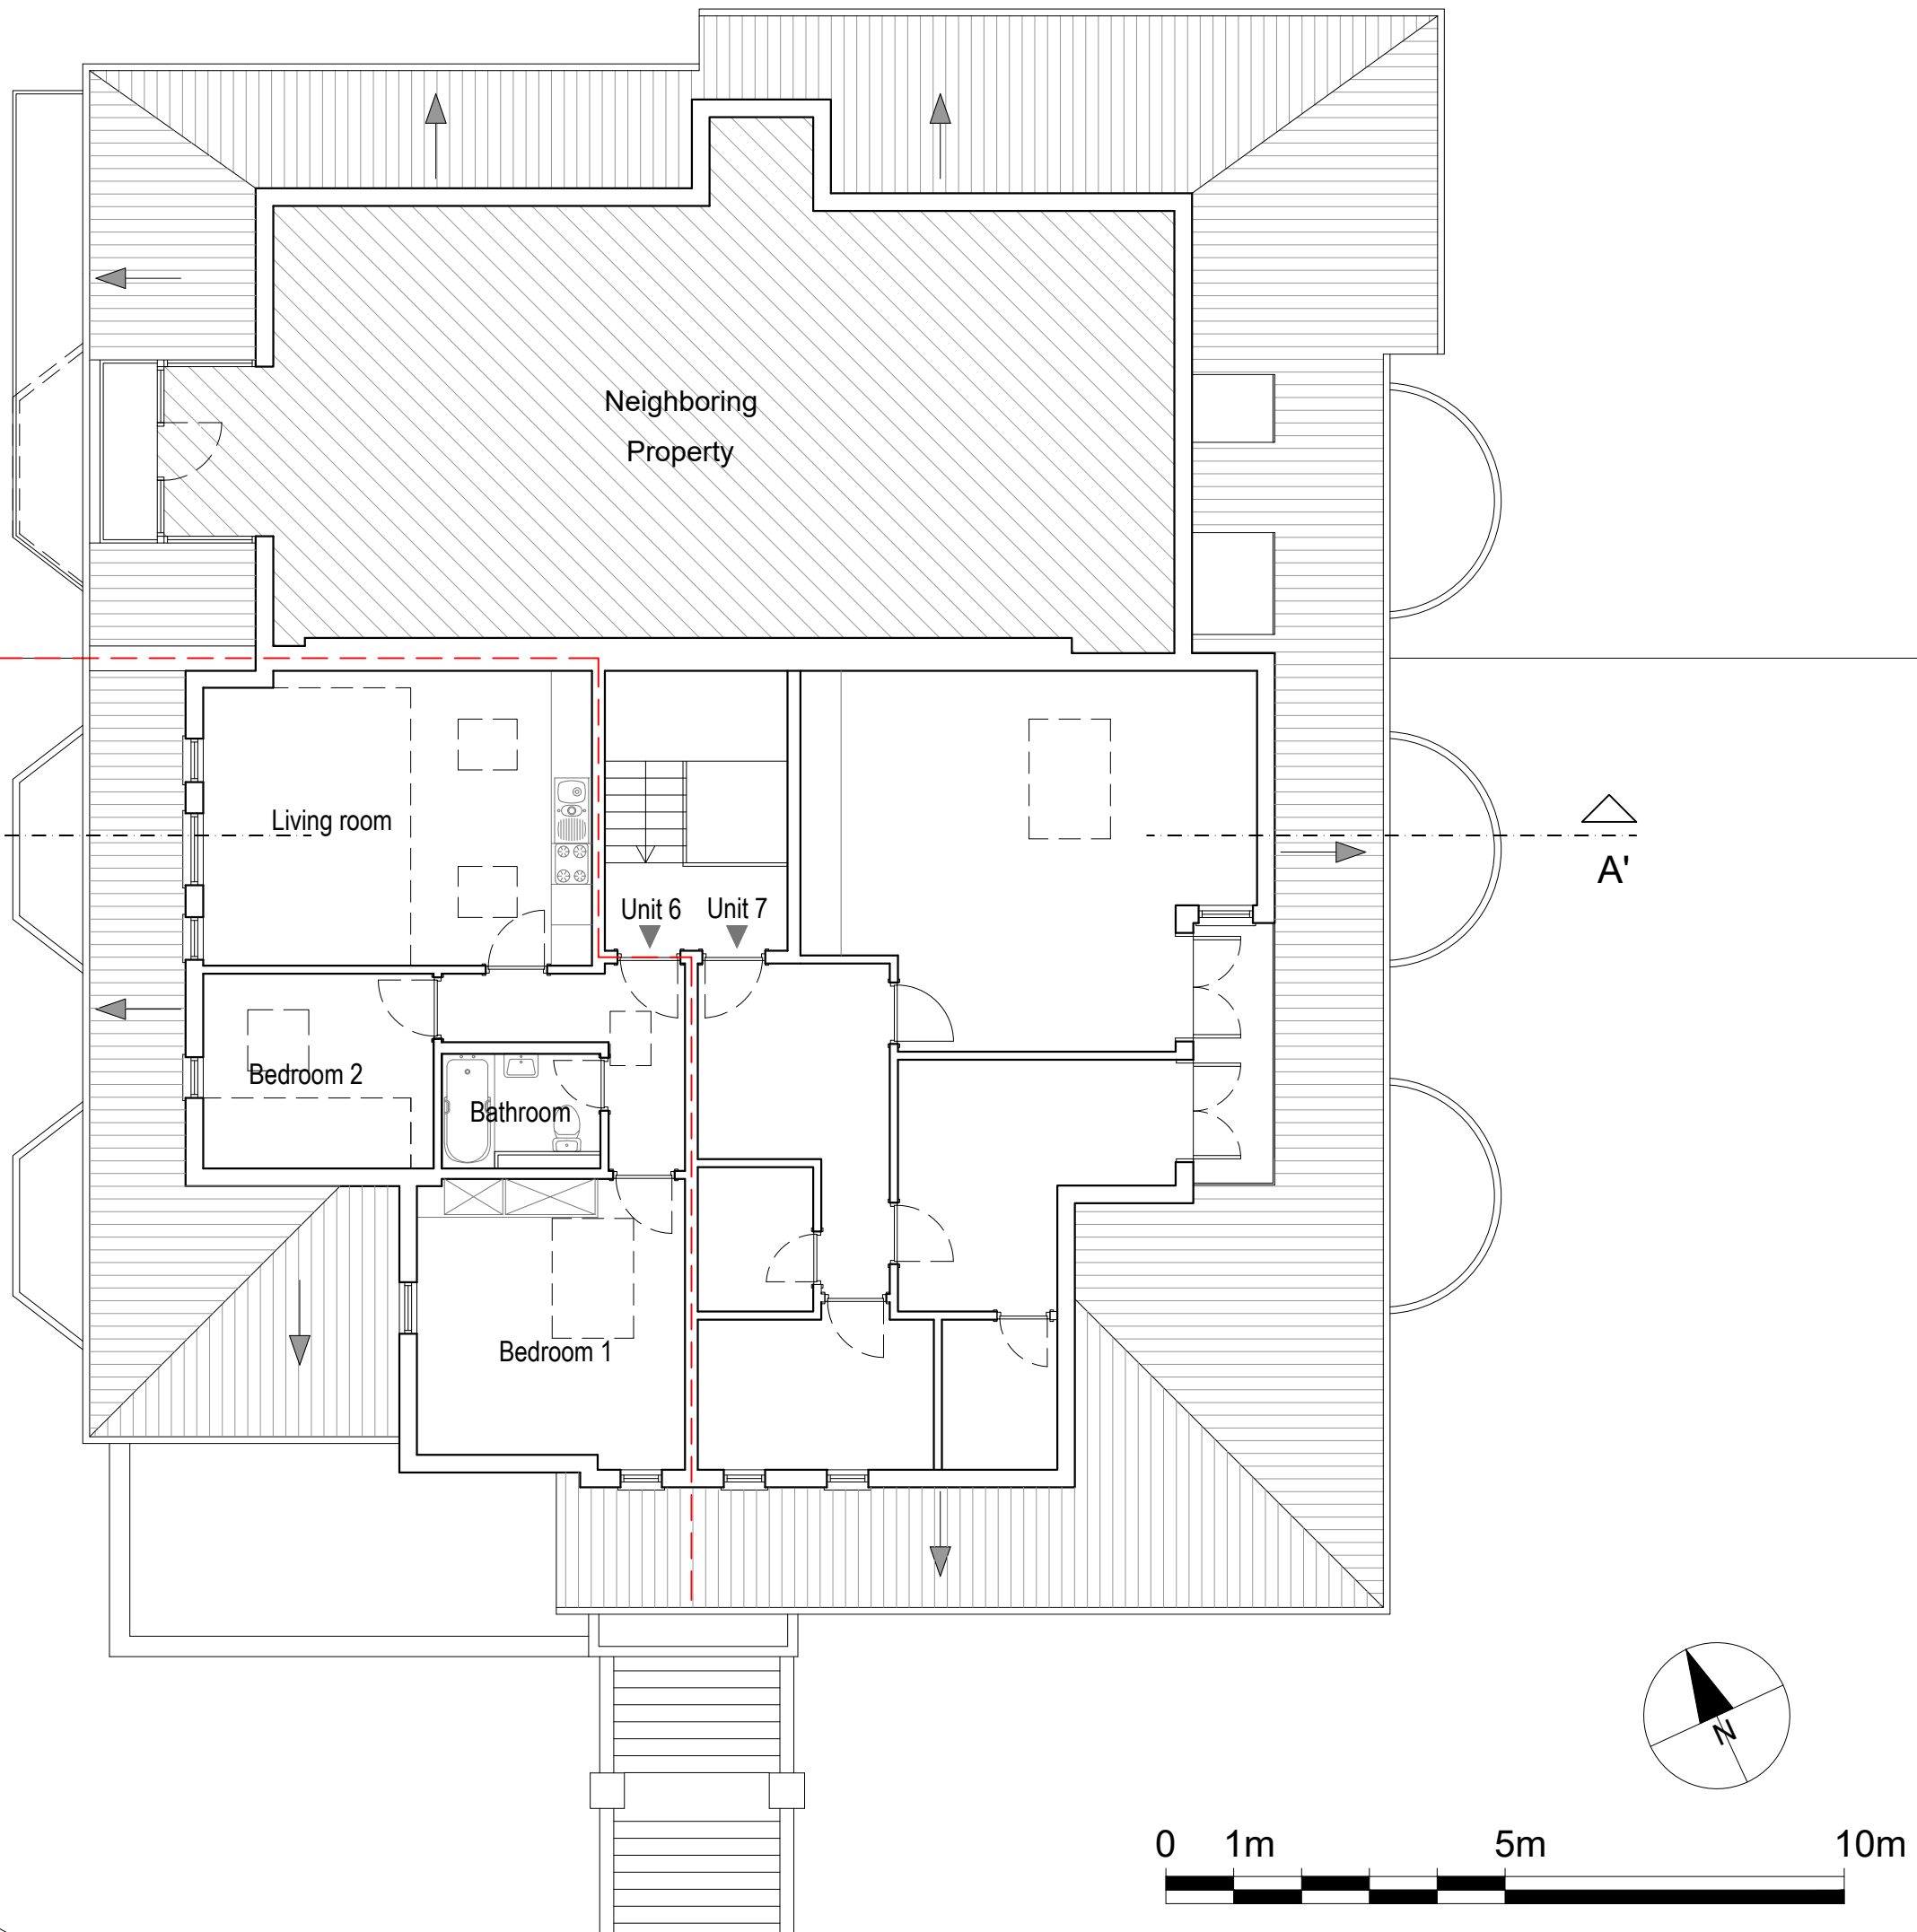 Neighboring
Property
Living room
A'
Unit 6
Unit 7
Bedroom 2
Bathroom
Bedroom 1
N
0
1m
5m
10m